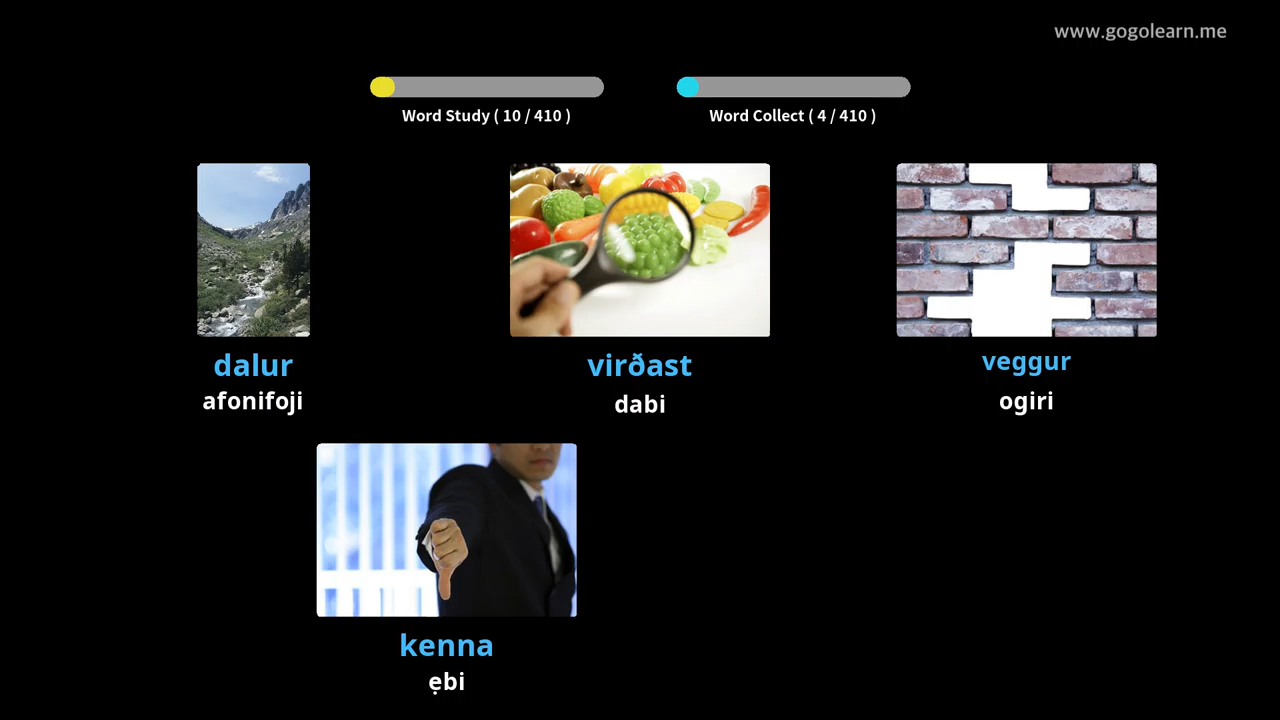 www.gogolearn.me
Word Study ( 10 / 410 )
Word Collect ( 4 / 410 )
dalur
afonifoji
virðast
dabi
veggur
ogiri
kenna
ẹbi